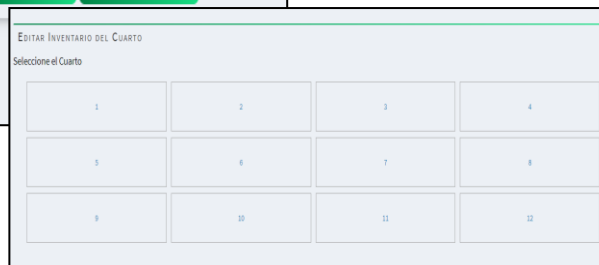 Editar Inventario del Cuarto
Seleccione el Cuarto
1 2 3 4
5 6 7 8
9 10 11 12